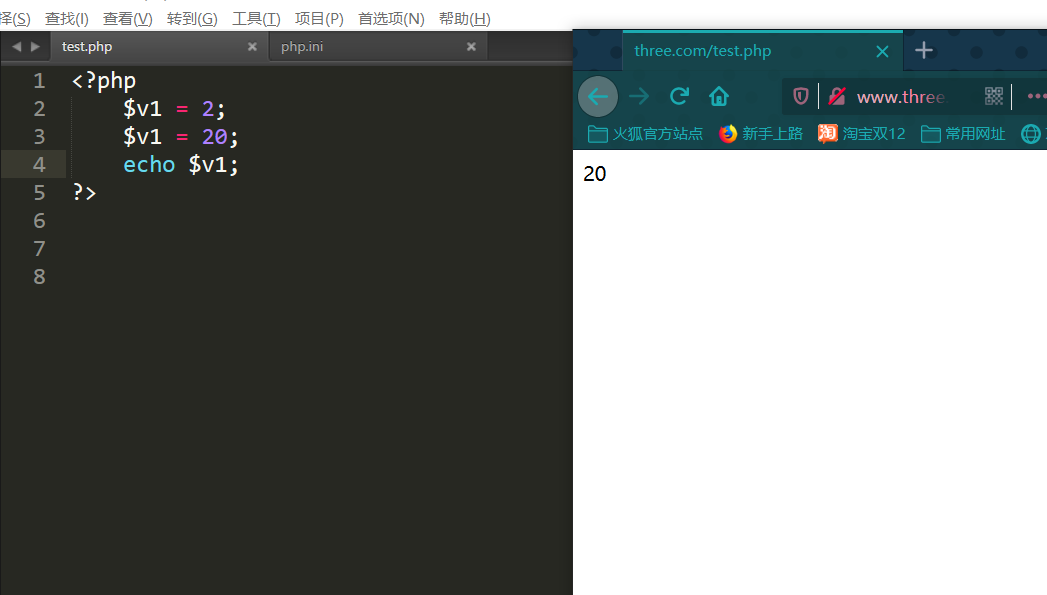 择(S) 查找(I) 查看(V) 转到(G) 工具(T) 项目(P) 首选项(N) 帮助(H)
test.php × php.ini ×
1 <?php
2 $v1 = 2;
3 $v1 = 20;
4 echo $v1;
5 ?>
6
7
8
three.com/test.php × +
www.three
火狐官方站点 新手上路 淘 淘宝双12 常用网址
20